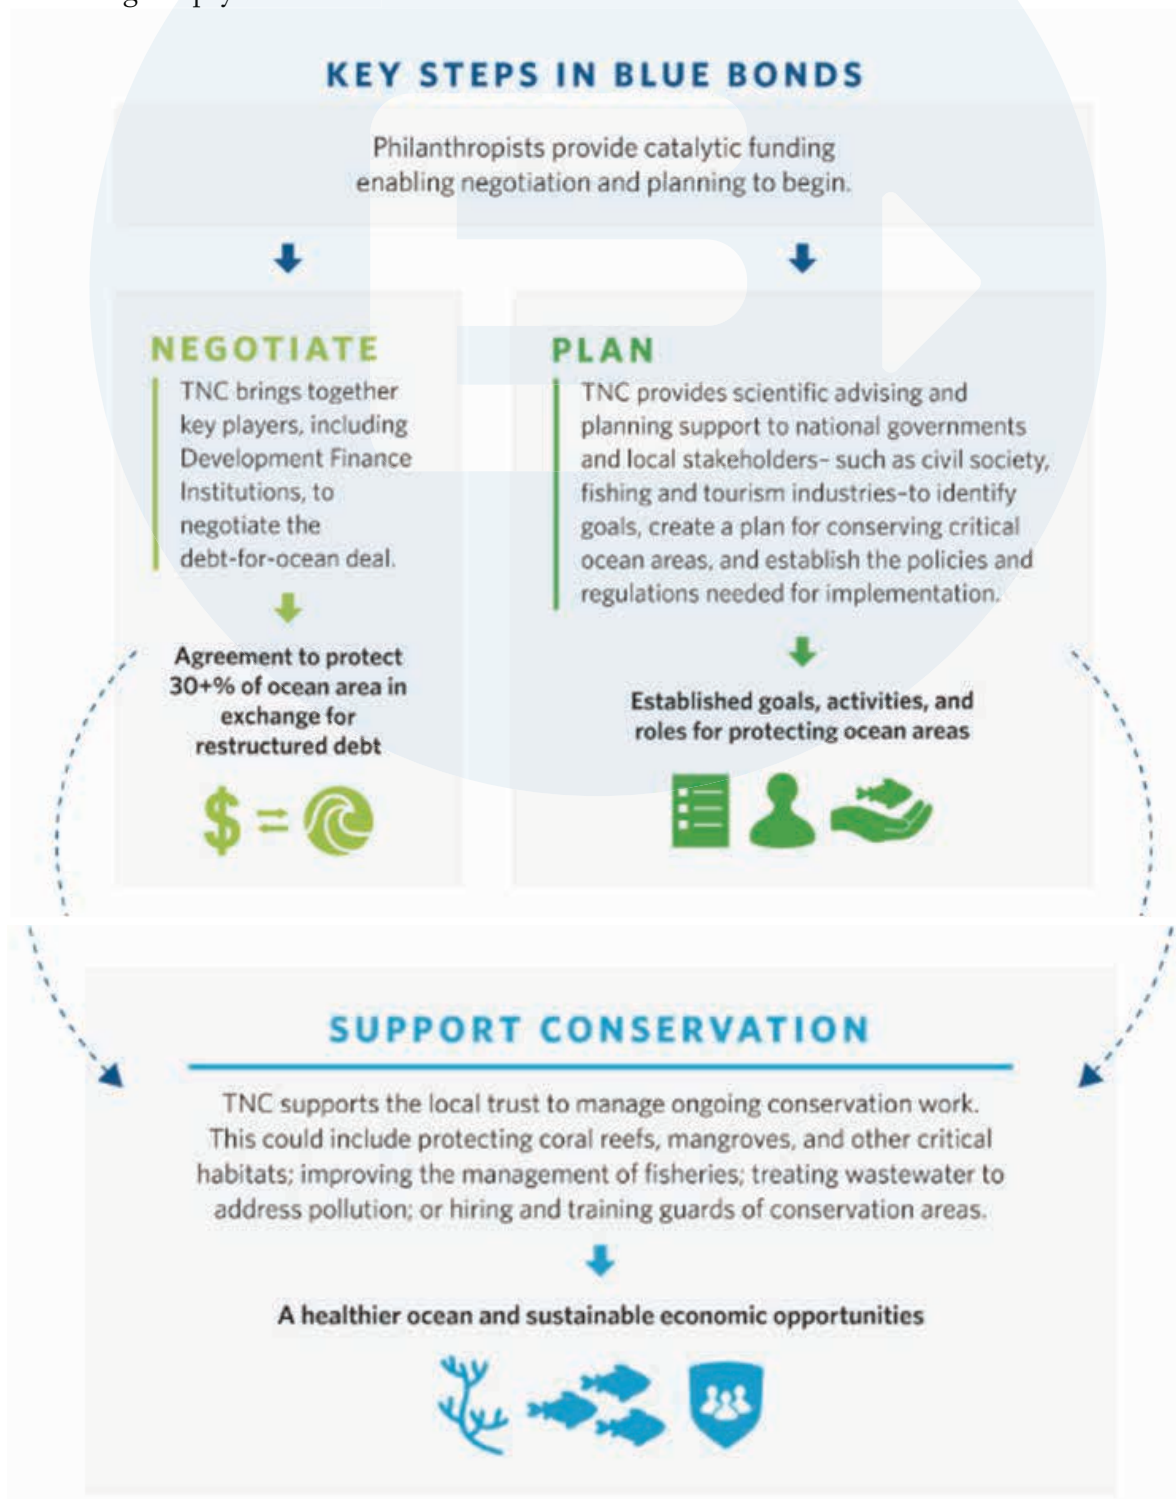 KEY STEPS IN BLUE BONDS
Philanthropists provide catalytic funding
enabling negotiation and planning to begin.
NEGOTIATE
TNC brings together
key players, including
Development Finance
Institutions, to
negotiate the
debt-for-ocean deal.
Agreement to protect
30+% of ocean area in
exchange for
restructured debt
$
PLAN
TNC provides scientific advising and
planning support to national governments
and local stakeholders– such as civil society,
fishing and tourism industries–to identify
goals, create a plan for conserving critical
ocean areas, and establish the policies and
regulations needed for implementation.
Established goals, activities, and
roles for protecting ocean areas
SUPPORT CONSERVATION
TNC supports the local trust to manage ongoing conservation work.
This could include protecting coral reefs, mangroves, and other critical
habitats; improving the management of fisheries; treating wastewater to
address pollution; or hiring and training guards of conservation areas.
A healthier ocean and sustainable economic opportunities